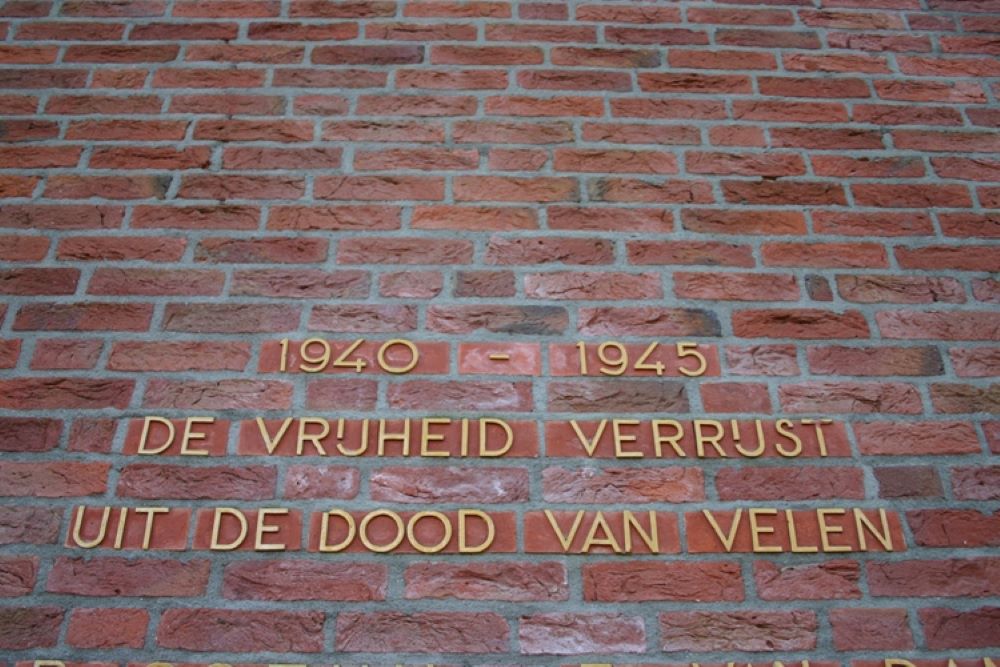 1940 - 1945
DE VRIJHEID VERRIJST
UIT DE DOOD VAN VELEN